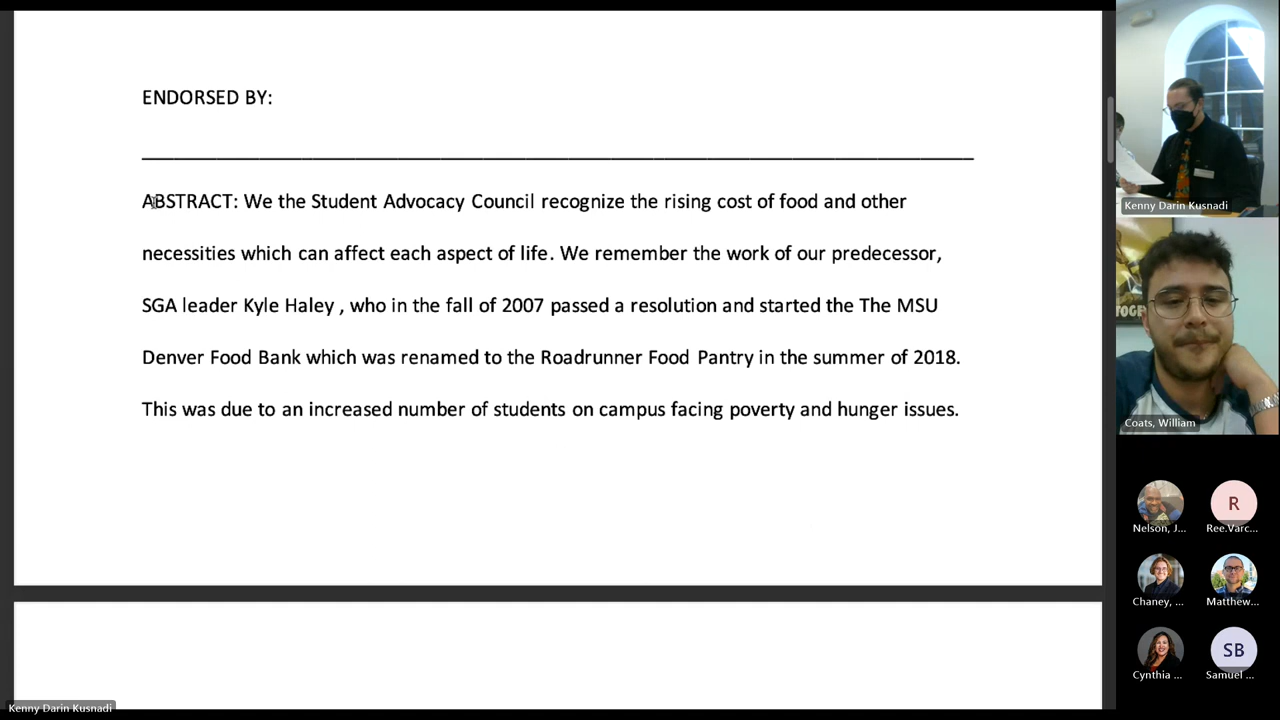 ENDORSED BY:
ABSTRACT: We the Student Advocacy Council recognize the rising cost of food and other
necessities which can affect each aspect of life. We remember the work of our predecessor,
SGA leader Kyle Haley , who in the fall of 2007 passed a resolution and started the The MSU
Denver Food Bank which was renamed to the Roadrunner Food Pantry in the summer of 2018.
This was due to an increased number of students on campus facing poverty and hunger issues.
Kenny Darin Kusnadi
TOGE
Coats, William
R
Nelson, J...
Ree.Varc...
Chaney, ...
Matthew...
SB
Cynthia ...
Samuel ...
Kenny Darin Kusnadi